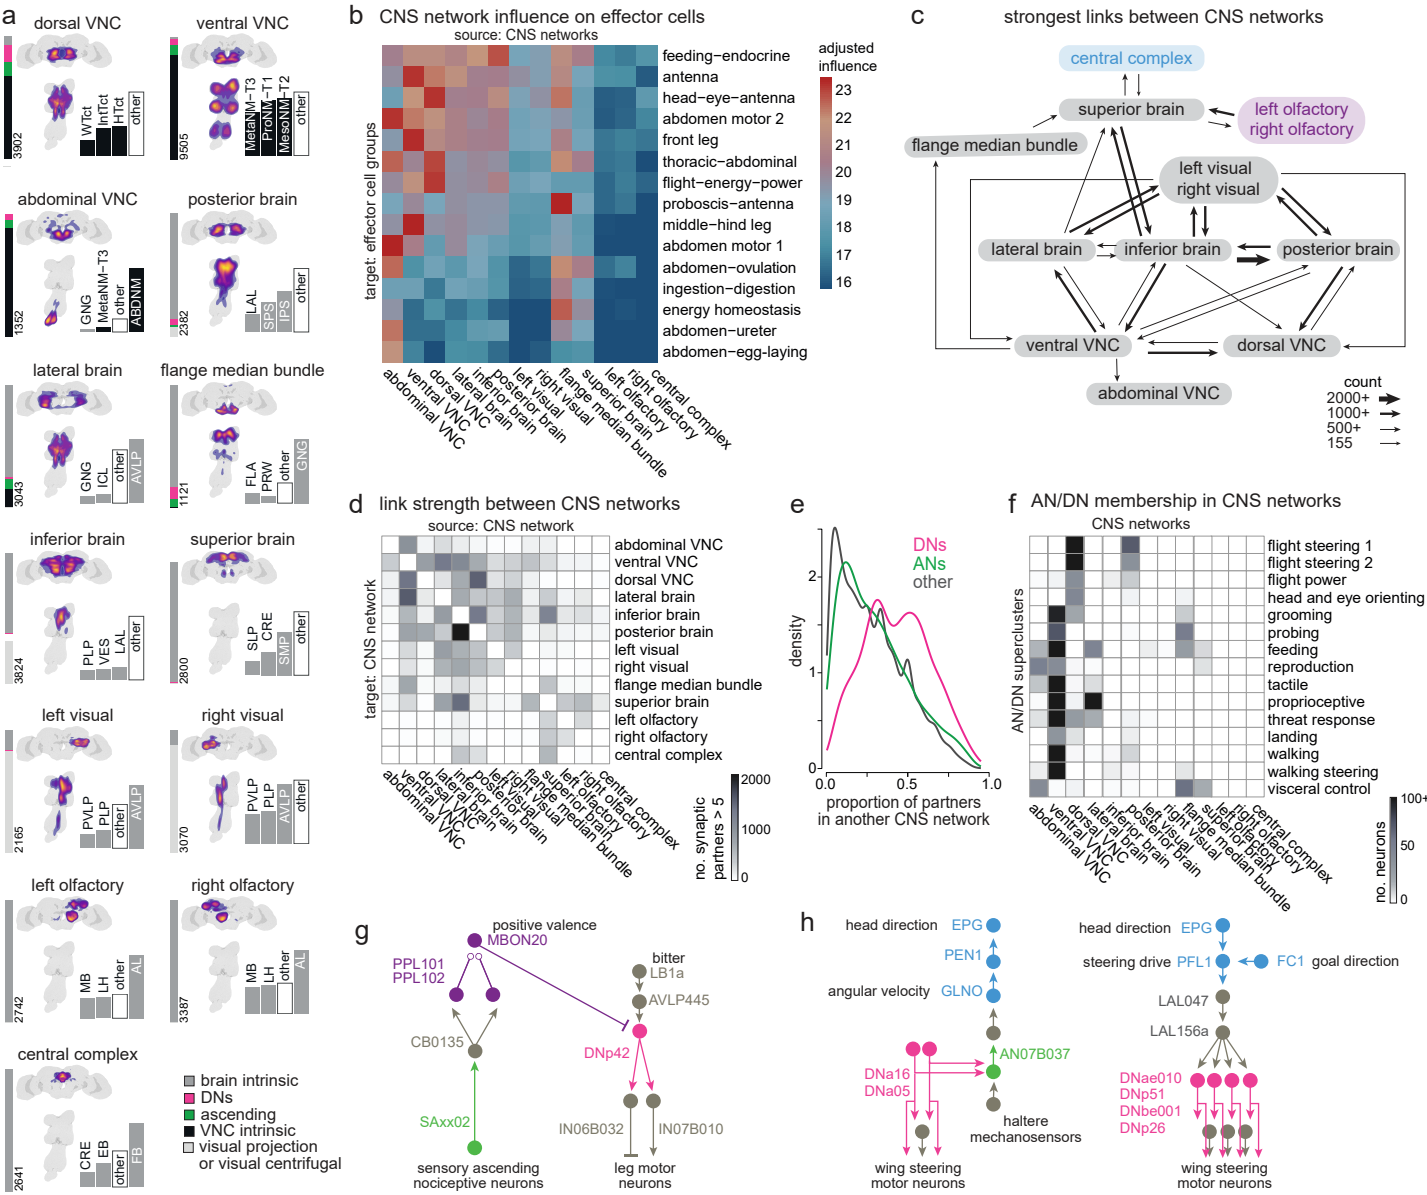 a
dorsal VNC
3902
WTct
IntTct
HTct
other
ventral VNC
9505
MetaNM−T3
ProNM−T1
MesoNM−T2
other
abdominal VNC
1352
GNG
MetaNM−T3
other
ABDNM
posterior brain
2382
LAL
SPS
IPS
other
lateral brain
3043
GNG
ICL
other
AVLP
flange median bundle
1121
FLA
PRW
other
GNG
inferior brain
3824
PLP
VES
LAL
other
superior brain
2800
SLP
CRE
SMP
other
left visual
2165
PVLP
PLP
other
AVLP
right visual
3070
PVLP
PLP
AVLP
other
left olfactory
2742
MB
LH
other
AL
right olfactory
3387
MB
LH
other
AL
central complex
2641
CRE
EB
other
FB
brain intrinsic
DNs
ascending
VNC intrinsic
visual projection
or visual centrifugal
b CNS network influence on effector cells
source: CNS networks
target: effector cell groups
feeding−endocrine
antenna
head−eye−antenna
abdomen motor 2
front leg
thoracic−abdominal
flight−energy−power
proboscis−antenna
middle−hind leg
abdomen motor 1
abdomen−ovulation
ingestion−digestion
energy homeostasis
abdomen−ureter
abdomen−egg−laying
abdominal VNC
ventral VNC
dorsal VNC
lateral brain
inferior brain
posterior brain
left visual
right visual
flange median bundle
superior brain
left olfactory
right olfactory
central complex
adjusted
influence
23
22
21
20
19
18
17
16
c strongest links between CNS networks
central complex
superior brain
left olfactory
right olfactory
flange median bundle
left visual
right visual
lateral brain
inferior brain
posterior brain
ventral VNC
dorsal VNC
abdominal VNC
count
2000+
1000+
500+
155
d link strength between CNS networks
source: CNS network
target: CNS network
abdominal VNC
ventral VNC
dorsal VNC
lateral brain
inferior brain
posterior brain
left visual
right visual
flange median bundle
superior brain
left olfactory
right olfactory
central complex
abdominal VNC
ventral VNC
dorsal VNC
lateral brain
inferior brain
posterior brain
left visual
right visual
flange median bundle
superior brain
left olfactory
right olfactory
central complex
no. synaptic
partners > 5
2000
1000
0
e
DNs
ANs
other
density
2
1
0
0
0.5
1
proportion of partners
in another CNS network
f AN/DN membership in CNS networks
CNS networks
AN/DN superclusters
flight steering 1
flight steering 2
flight power
head and eye orienting
grooming
probing
feeding
reproduction
tactile
proprioceptive
threat response
landing
walking
walking steering
visceral control
abdominal VNC
ventral VNC
dorsal VNC
lateral brain
inferior brain
posterior brain
left visual
right visual
flange median bundle
superior brain
left olfactory
right olfactory
central complex
no. neurons
100+
50
0
g
positive valence
MBON20
PPL101
PPL102
bitter
LB1a
AVLP445
CB0135
DNp42
SAxx02
IN06B032
IN07B010
sensory ascending
nociceptive neurons
leg motor
neurons
h
head direction EPG
PEN1
angular velocity GLNO
AN07B037
DNa16
DNa05
haltere
mechanosensors
wing steering
motor neurons
head direction EPG
steering drive PFL1
FC1 goal direction
LAL047
LAL156a
DNae010
DNp51
DNbe001
DNp26
wing steering
motor neurons